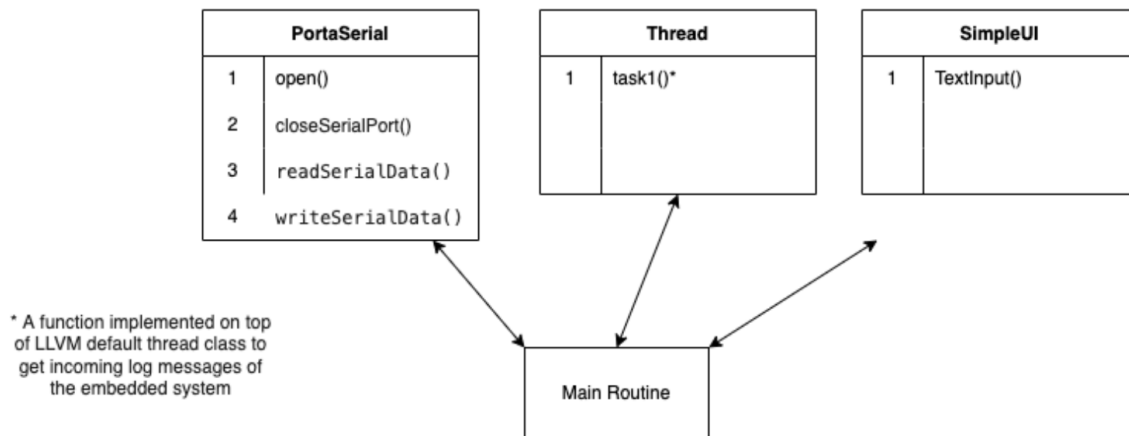 PortaSerial
1 open()
2 closeSerialPort()
3 readSerialData()
4 writeSerialData()
Thread
1 task1()*
SimpleUI
1 TextInput()
* A function implemented on top
of LLVM default thread class to
get incoming log messages of
the embedded system
Main Routine